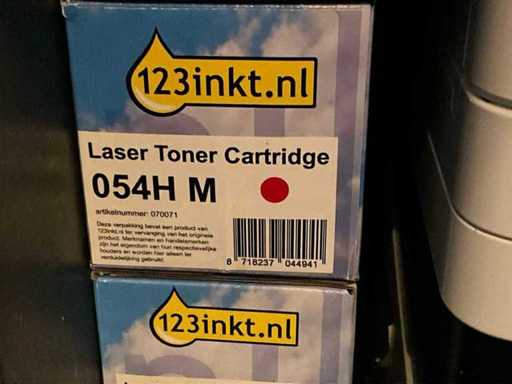 123inkt.nl
Laser Toner Cartridge
054H M
artikelnummer: 070071
Deze verpakking bevat een product van
123inkt.nl ter vervanging van het originele
product. Merknamen en handelsmerken
zijn het eigendom van hun respectievelijke
houders en worden hier alleen ter
verduidelijking gebruikt.
8 718237 044941
123inkt.nl